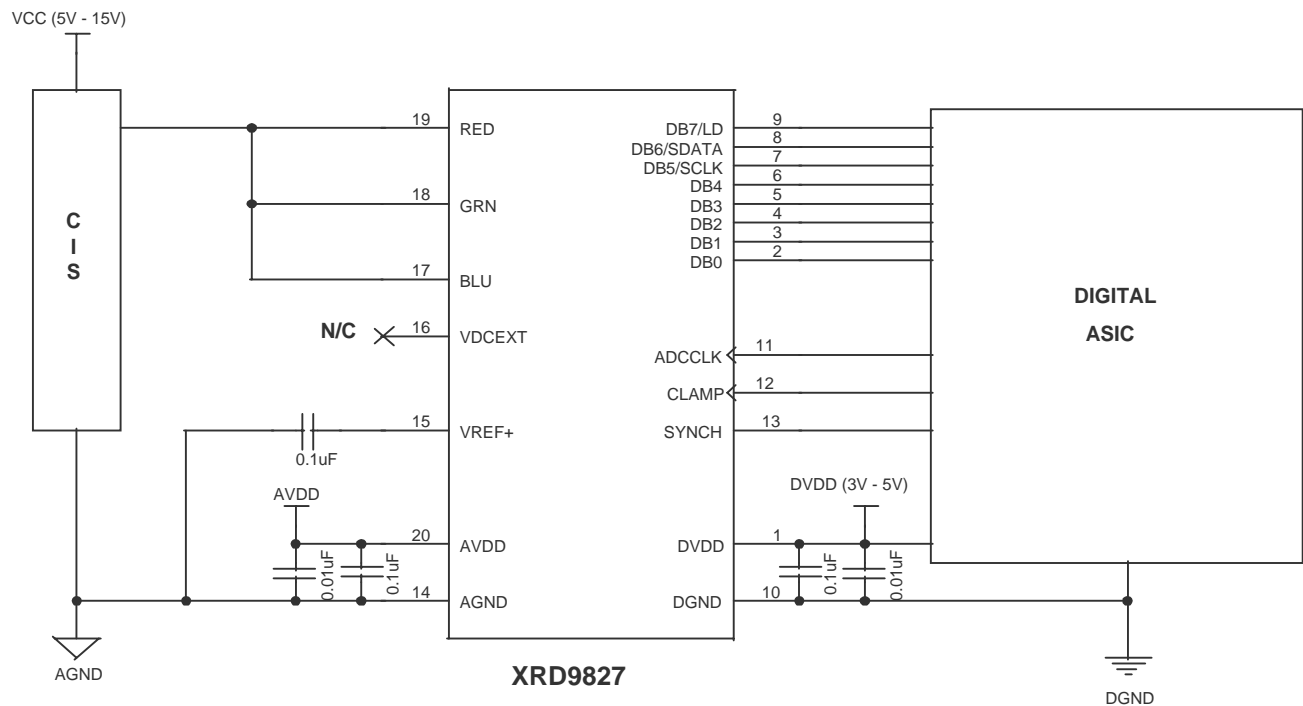 VCC (5V - 15V)
C
I
S
19 RED
18 GRN
17 BLU
N/C 16 VDCEXT
15 VREF+
0.1uF
AVDD
20 AVDD
0.01uF
0.1uF
14 AGND
AGND
DB7/LD 9
DB6/SDATA 8
DB5/SCLK 7
DB4 6
DB3 5
DB2 4
DB1 3
DB0 2
ADCCLK 11
CLAMP 12
SYNCH 13
DVDD (3V - 5V)
DVDD 1
0.1uF
0.01uF
DGND 10
XRD9827
DIGITAL
ASIC
DGND